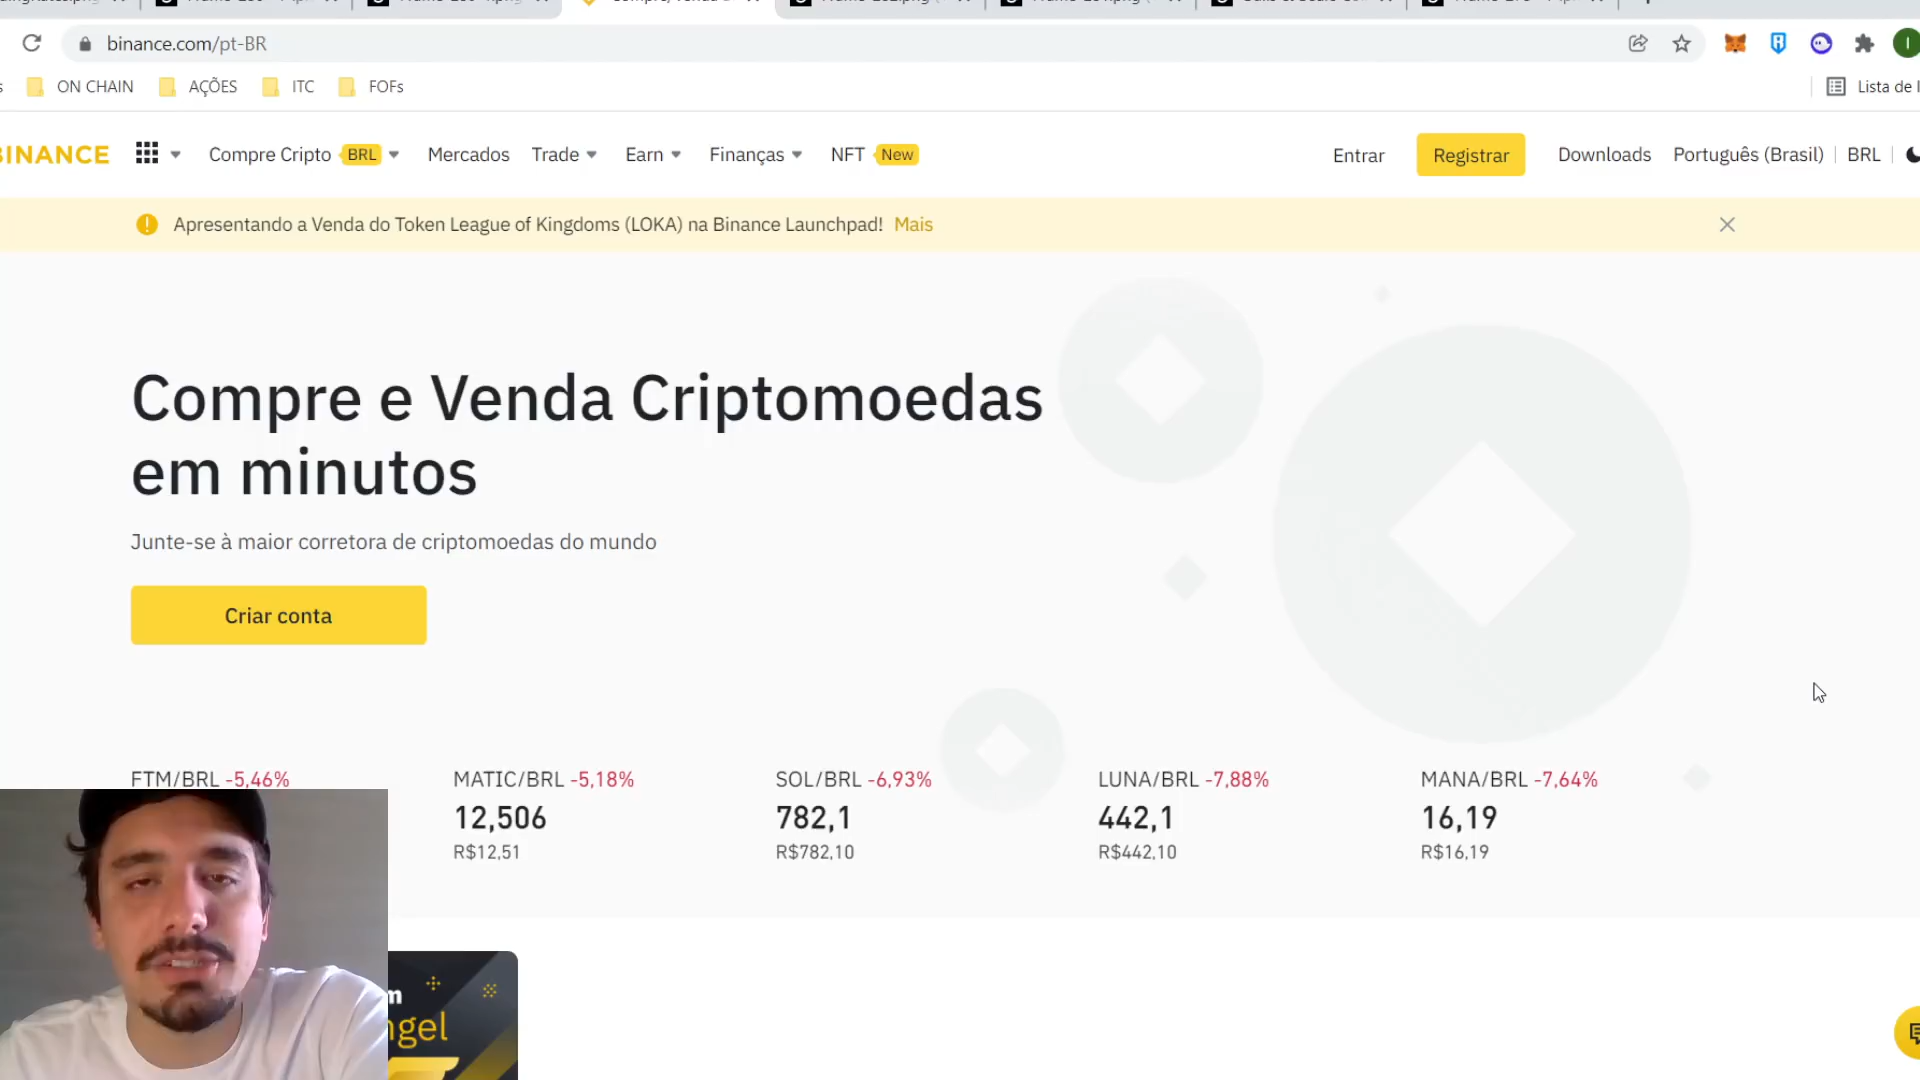 binance.com/pt-BR
ON CHAIN
AÇÕES
ITC
FOFs
Lista de
BINANCE
Compre Cripto BRL
Mercados
Trade
Earn
Finanças
NFT New
Entrar
Registrar
Downloads
Português (Brasil)
BRL
Apresentando a Venda do Token League of Kingdoms (LOKA) na Binance Launchpad! Mais
Compre e Venda Criptomoedas
em minutos
Junte-se à maior corretora de criptomoedas do mundo
Criar conta
FTM/BRL -5,46%
MATIC/BRL -5,18%
12,506
R$12,51
SOL/BRL -6,93%
782,1
R$782,10
LUNA/BRL -7,88%
442,1
R$442,10
MANA/BRL -7,64%
16,19
R$16,19